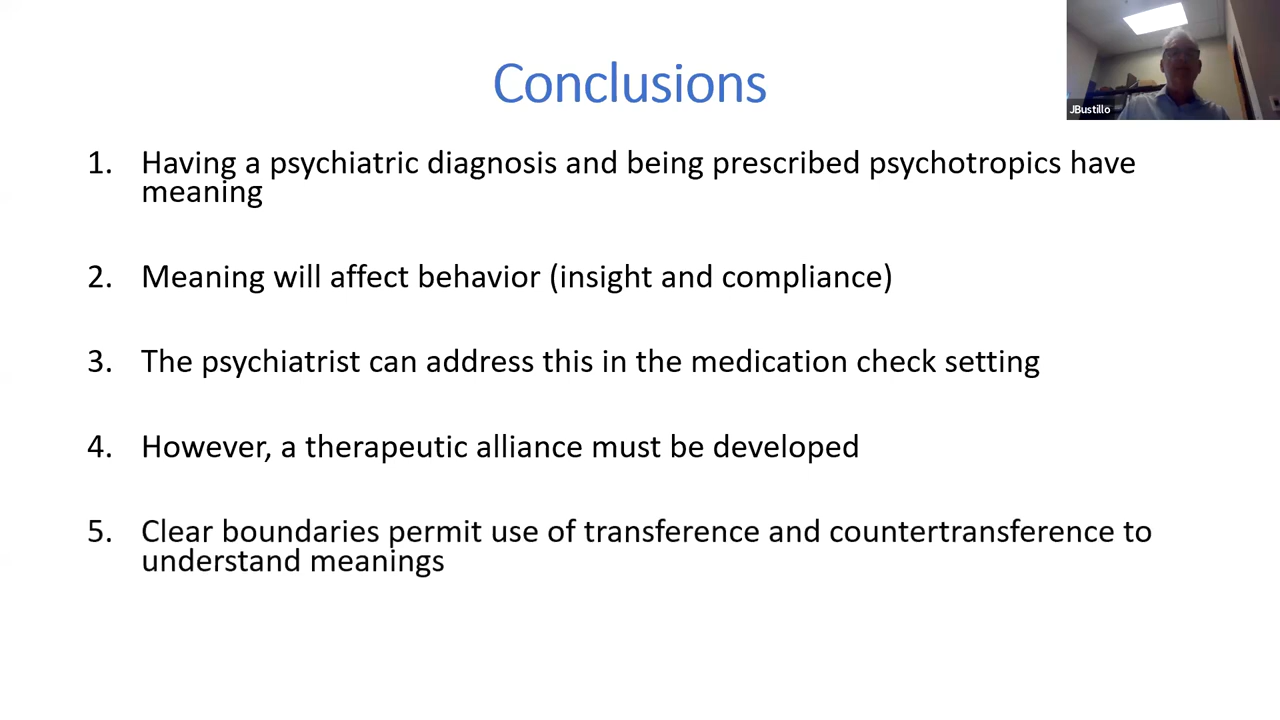 Conclusions
JBustillo
1. Having a psychiatric diagnosis and being prescribed psychotropics have
meaning
2. Meaning will affect behavior (insight and compliance)
3. The psychiatrist can address this in the medication check setting
4. However, a therapeutic alliance must be developed
5. Clear boundaries permit use of transference and countertransference to
understand meanings